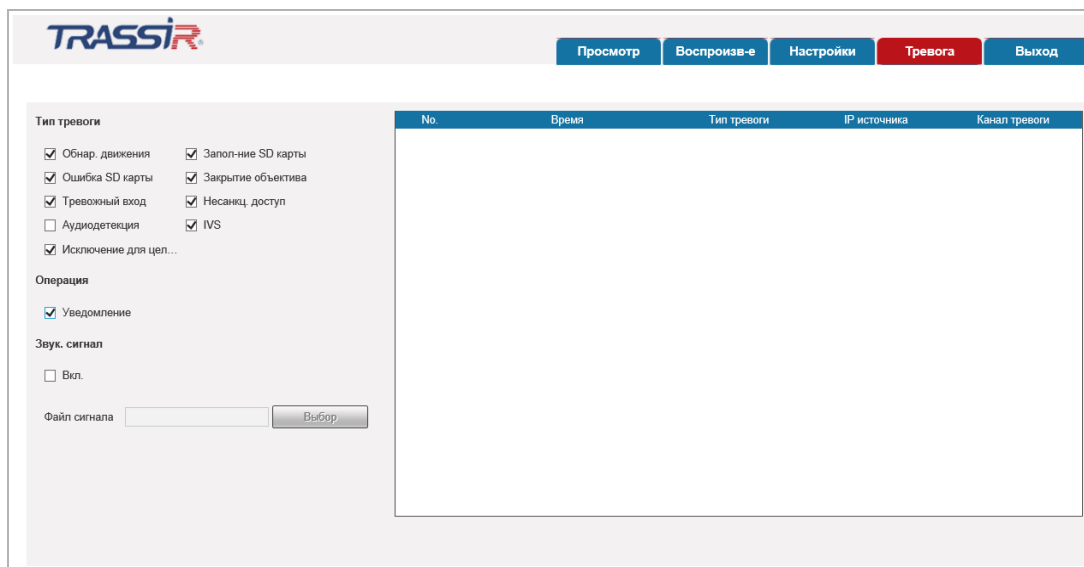 TRASSIR®
Просмотр Воспроизв-е Настройки Тревога Выход
Тип тревоги
Обнар. движения Запол-ние SD карты
Ошибка SD карты Закрытие объектива
Тревожный вход Несанкц. доступ
Аудиодетекция IVS
Исключение для цел...
Операция
Уведомление
Звук. сигнал
Вкл.
Файл сигнала Выбор
No. Время Тип тревоги IP источника Канал тревоги